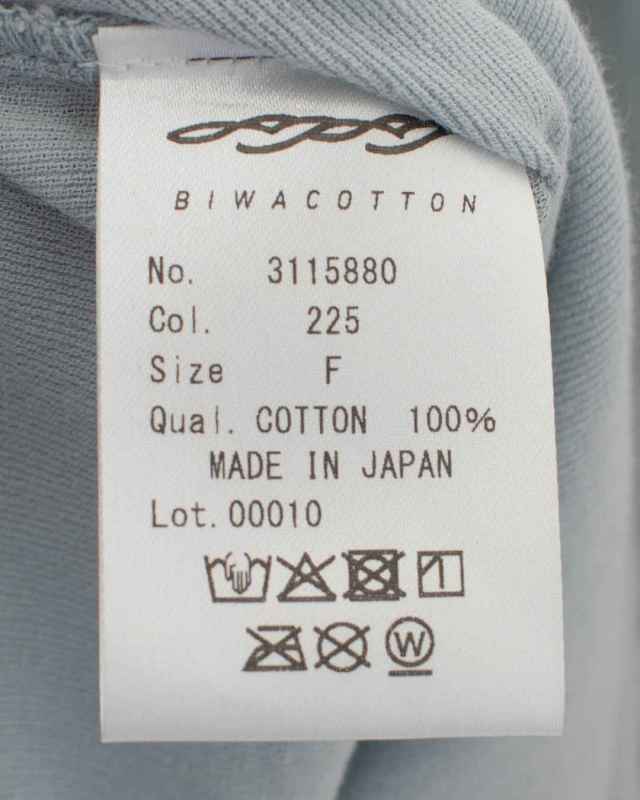 BIWACOTTON
No. 3115880
Col. 225
Size F
Qual. COTTON 100%
MADE IN JAPAN
Lot. 00010
W